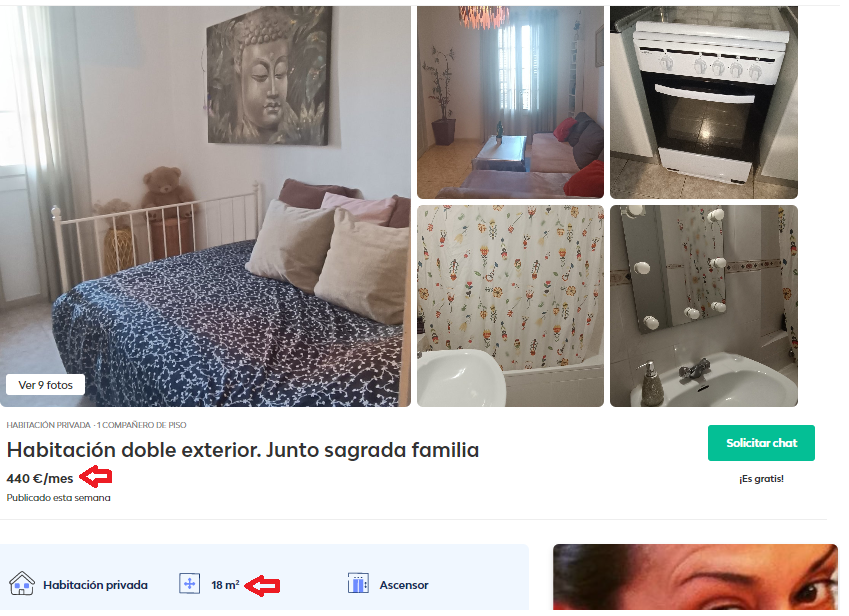 Ver 9 fotos
HABITACIÓN PRIVADA · 1 COMPAÑERO DE PISO
Habitación doble exterior. Junto sagrada familia
Solicitar chat
440 €/mes
¡Es gratis!
Publicado esta semana
Habitación privada
18 m²
Ascensor